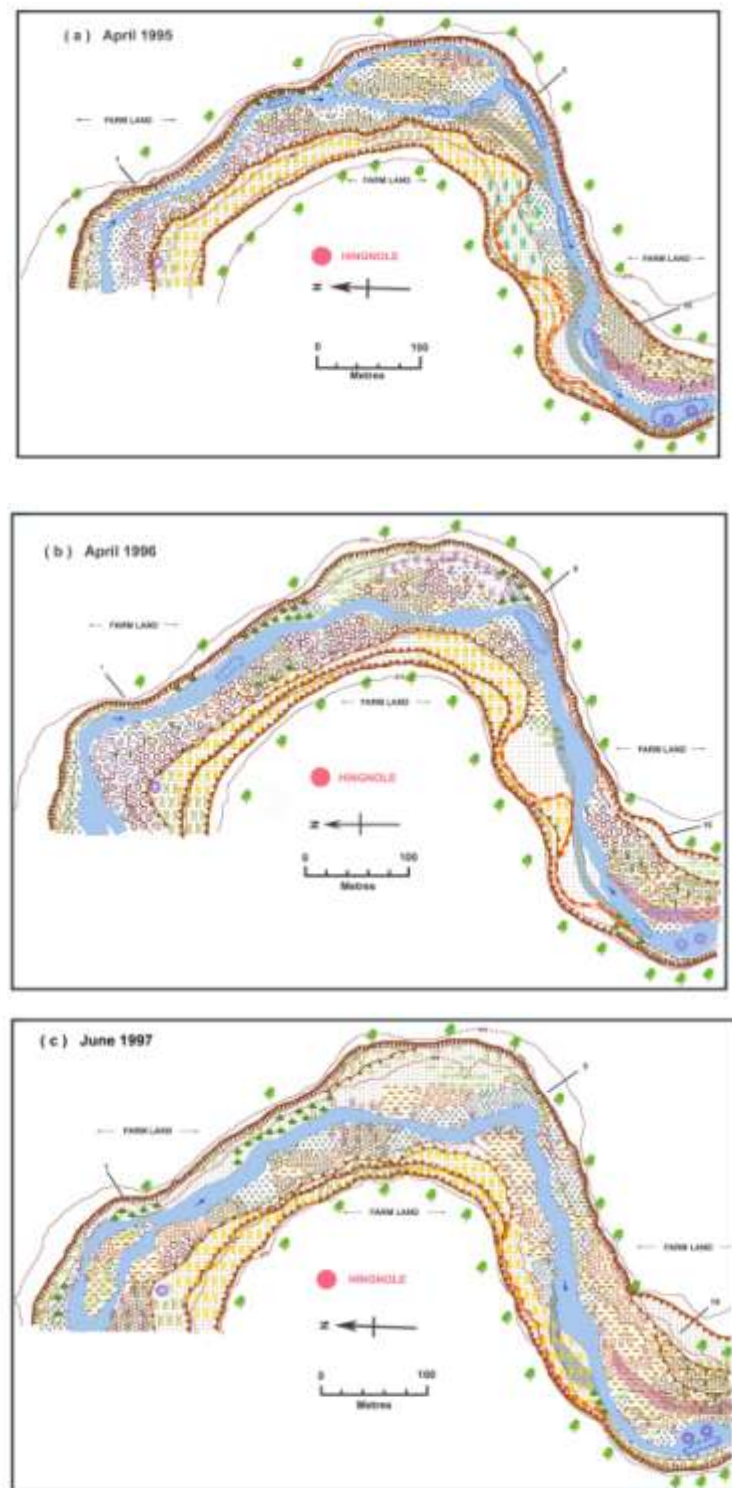 ( a ) April 1995
FARM LAND
FARM LAND
HINGNOLE
FARM LAND
N
0 100
Metres
( b ) April 1996
FARM LAND
FARM LAND
FARM LAND
HINGNOLE
N
0 100
Metres
( c ) June 1997
FARM LAND
FARM LAND
FARM LAND
HINGNOLE
N
0 100
Metres